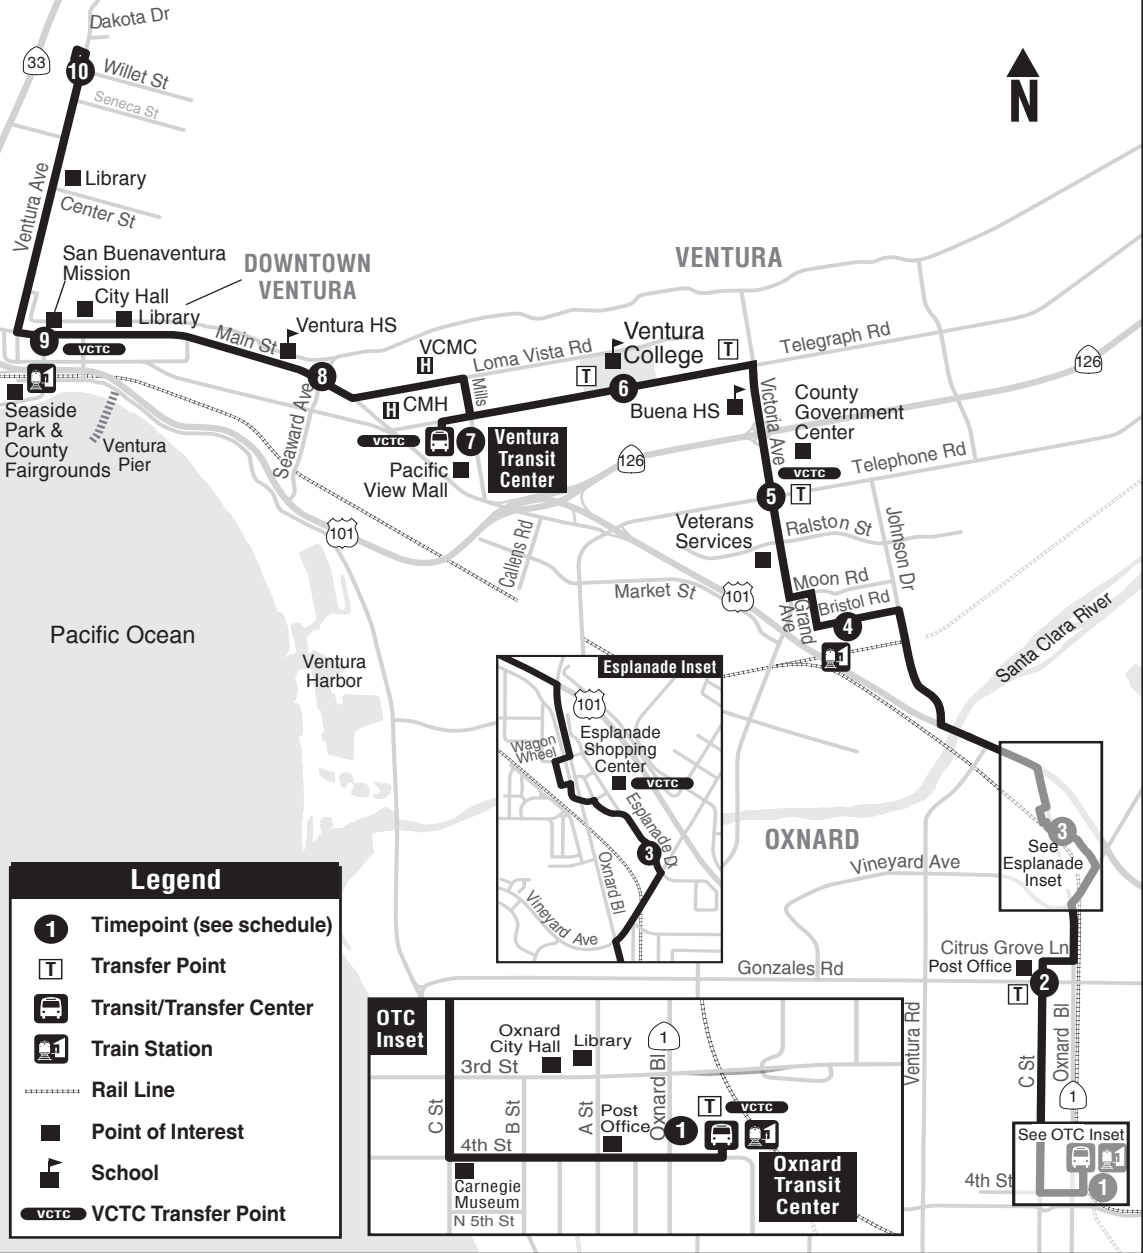 Dakota Dr
33
10
Willet St
Seneca St
N
Ventura Ave
Library
Center St
San Buenaventura
Mission
City Hall
Library
DOWNTOWN
VENTURA
VENTURA
9
VCTC
Main St
Ventura HS
8
VCMC
H
Loma Vista Rd
Ventura
College
T
T
6
Telegraph Rd
126
Seaside
Park &
County
Fairgrounds
Ventura
Pier
Seaward Ave
H CMH
Mills
VCTC
7
Ventura
Transit
Center
Pacific
View Mall
Buena HS
Victoria Ave
County
Government
Center
126
VCTC
Telephone Rd
5
T
101
Callens Rd
Veterans
Services
Ralston St
Johnson Dr
Market St
101
Moon Rd
Grand
Ave
Bristol Rd
4
Santa Clara River
Pacific Ocean
Ventura
Harbor
Esplanade Inset
101
Wagon
Wheel
Esplanade
Shopping
Center
VCTC
Esplanade D
3
Oxnard Bl
Vineyard Ave
OXNARD
Vineyard Ave
3
See
Esplanade
Inset
Citrus Grove Ln
Post Office
2
T
Gonzales Rd
Ventura Rd
C St
Oxnard Bl
1
See OTC Inset
4th St
1
Legend
1 Timepoint (see schedule)
T Transfer Point
Transit/Transfer Center
Train Station
Rail Line
Point of Interest
School
VCTC VCTC Transfer Point
OTC
Inset
Oxnard
City Hall
Library
1
3rd St
C St
B St
A St
Oxnard Bl
Post
Office
1
T
VCTC
4th St
Carnegie
Museum
N 5th St
Oxnard
Transit
Center